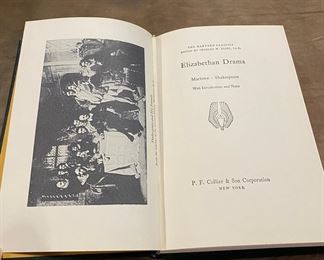 THE HARVARD CLASSICS
EDITED BY CHARLES W. ELIOT, LL.D.
Elizabethan Drama
Marlowe · Shakespeare
With Introductions and Notes
P. F. Collier & Son Corporation
NEW YORK